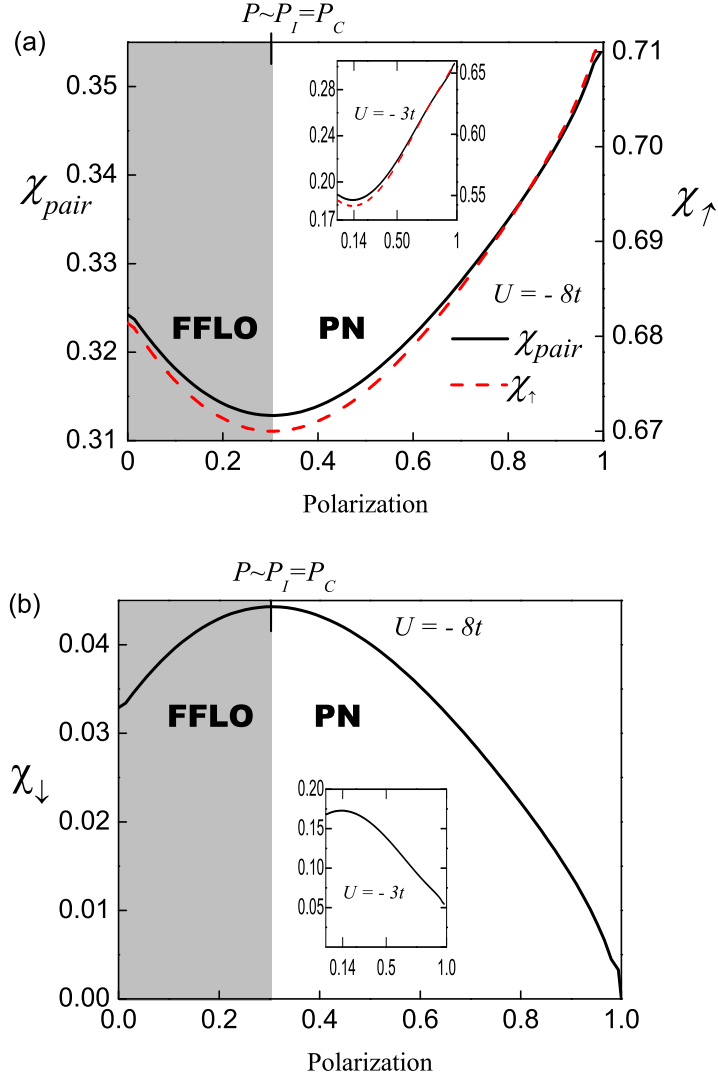 P~P_I=P_C
(a)
0.35
0.34
0.33
0.32
0.31
χ_pair
0.71
0.70
0.69
0.68
0.67
χ_↑
0.28
0.24
0.20
0.17
0.65
0.60
0.55
U = - 3t
0.14 0.50 1
U = - 8t
FFLO PN
χ_pair
χ_↑
0 0.2 0.4 0.6 0.8 1
Polarization
P~P_I=P_C
(b)
U = - 8t
0.04
0.03
0.02
0.01
0.00
χ_↓
FFLO PN
0.20
0.15
0.10
0.05
U = - 3t
0.14 0.5 1.0
0.0 0.2 0.4 0.6 0.8 1.0
Polarization